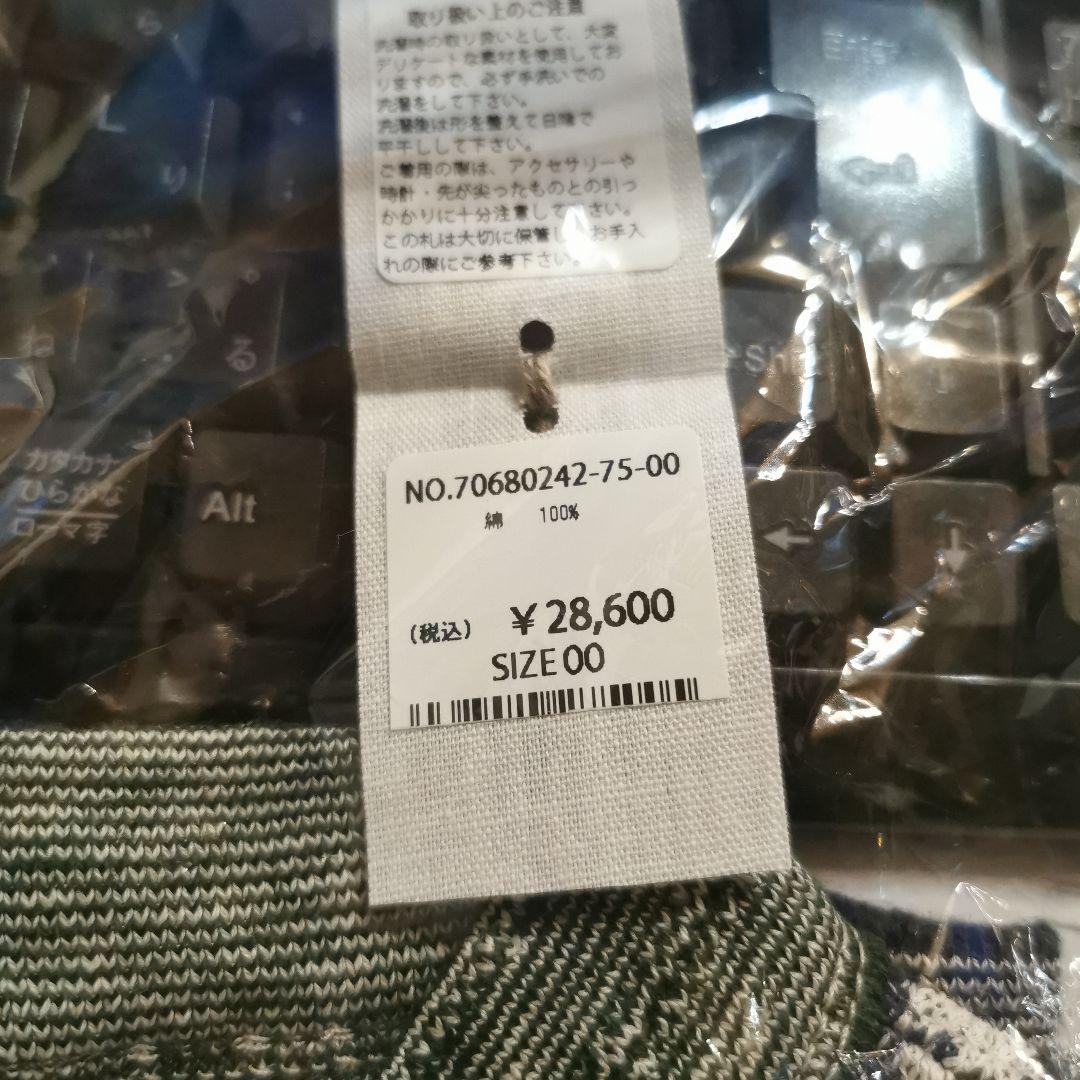 取り扱い上のご注意
洗濯時の取り扱いとして、大変
デリケートな素材を使用してお
りますので、必ず手洗いでの
洗濯をして下さい。
洗濯後は形を整えて日陰で
平干しして下さい。
ご着用の際は、アクセサリーや
時計・先が尖ったものとの引っ
かかりに十分注意して下さい。
この札は大切に保管し、お手入
れの際にご参考下さい。
NO.70680242-75-00
綿 100%
(税込) ¥28,600
SIZE 00
Enter
L
り
ね
る
カタカナ
ひらがな
ローマ字
Alt
←
↓